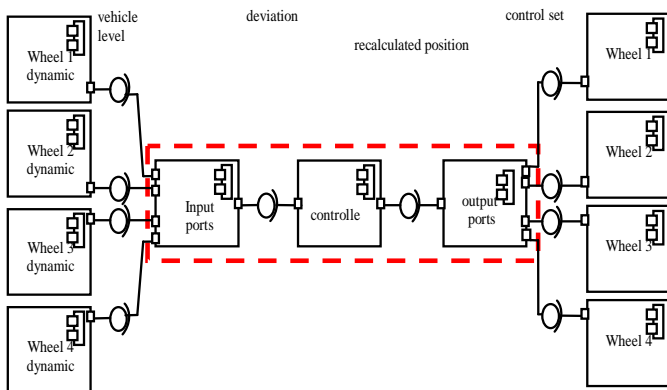 vehicle
level
deviation
control set
recalculated position
Wheel 1
dynamic
Wheel 1
Wheel 2
dynamic
Wheel 2
Input
ports
controlle
output
ports
Wheel 3
dynamic
Wheel 3
Wheel 4
dynamic
Wheel 4